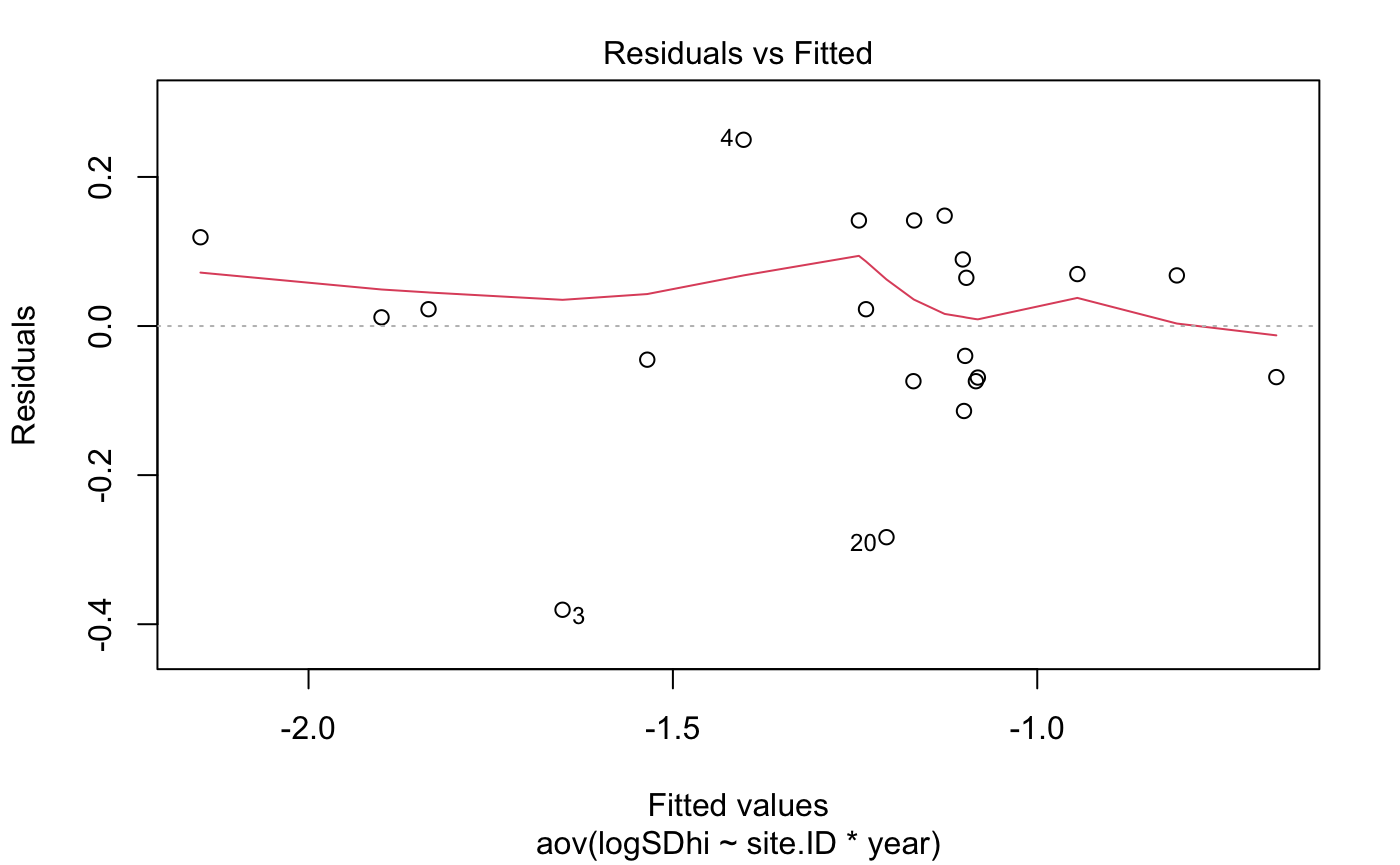 Residuals vs Fitted
Residuals
0.2
0.0
-0.2
-0.4
4
20
3
-2.0
-1.5
-1.0
Fitted values
aov(logSDhi ~ site.ID * year)